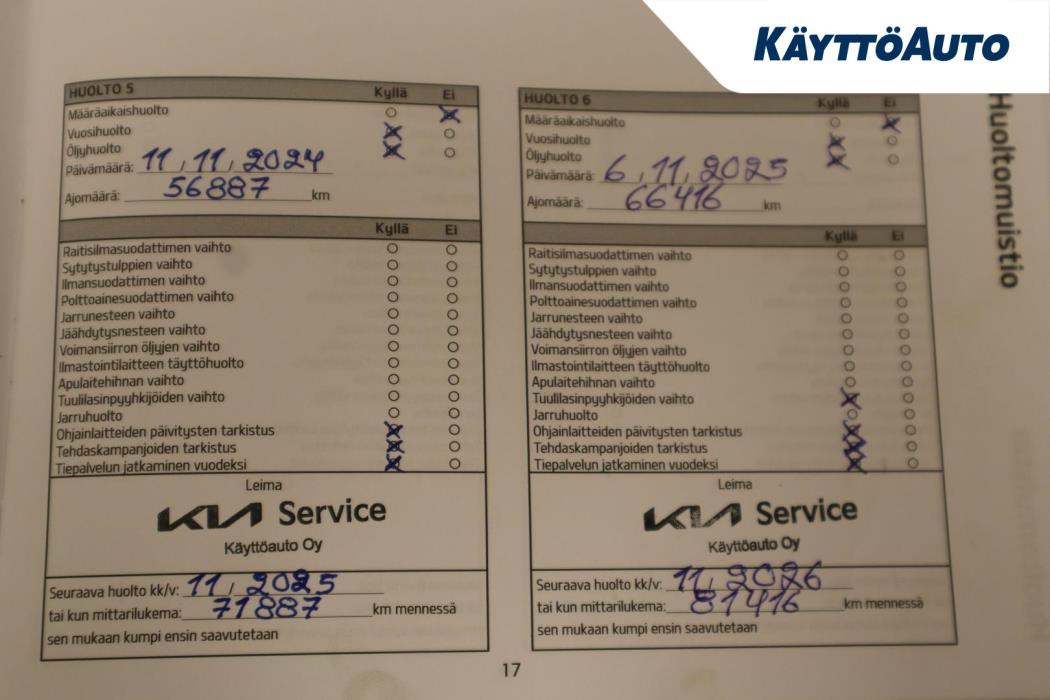 KÄYTTÖAUTO
HUOLTO 5 Kyllä Ei
Määräaikaishuolto
Vuosihuolto
Öljyhuolto
Päivämäärä: 11, 11, 2024
Ajomäärä: 56887 km
Kyllä Ei
Raitisilmasuodattimen vaihto
Sytytystulppien vaihto
Ilmansuodattimen vaihto
Polttoainesuodattimen vaihto
Jarrunesteen vaihto
Jäähdytysnesteen vaihto
Voimansiirron öljyjen vaihto
Ilmastointilaitteen täyttöhuolto
Apulaitehihnan vaihto
Tuulilasinpyyhkijöiden vaihto
Jarruhuolto
Ohjainlaitteiden päivitysten tarkistus
Tehdaskampanjoiden tarkistus
Tiepalvelun jatkaminen vuodeksi
Leima
KIA Service
Käyttöauto Oy
Seuraava huolto kk/v: 11, 2025
tai kun mittarilukema: 71887 km mennessä
sen mukaan kumpi ensin saavutetaan
HUOLTO 6 Kyllä Ei
Määräaikaishuolto
Vuosihuolto
Öljyhuolto
Päivämäärä: 6, 11, 2025
Ajomäärä: 66416 km
Kyllä Ei
Raitisilmasuodattimen vaihto
Sytytystulppien vaihto
Ilmansuodattimen vaihto
Polttoainesuodattimen vaihto
Jarrunesteen vaihto
Jäähdytysnesteen vaihto
Voimansiirron öljyjen vaihto
Ilmastointilaitteen täyttöhuolto
Apulaitehihnan vaihto
Tuulilasinpyyhkijöiden vaihto
Jarruhuolto
Ohjainlaitteiden päivitysten tarkistus
Tehdaskampanjoiden tarkistus
Tiepalvelun jatkaminen vuodeksi
Leima
KIA Service
Käyttöauto Oy
Seuraava huolto kk/v: 11, 2026
tai kun mittarilukema: 81416 km mennessä
sen mukaan kumpi ensin saavutetaan
Huoltomuistio
17